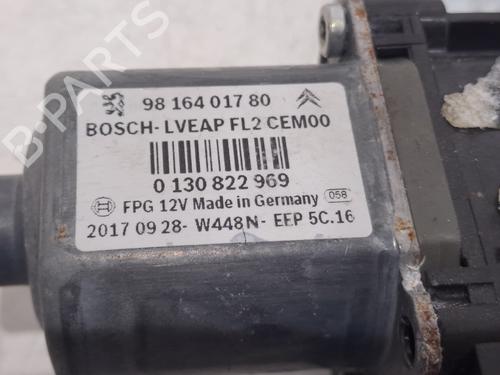 98 164 017 80
BOSCH- LVEAP FL2 CEM00
0 130 822 969
FPG 12V Made in Germany 058
2017 09 28- W448N- EEP 5C.16
B-PARTS